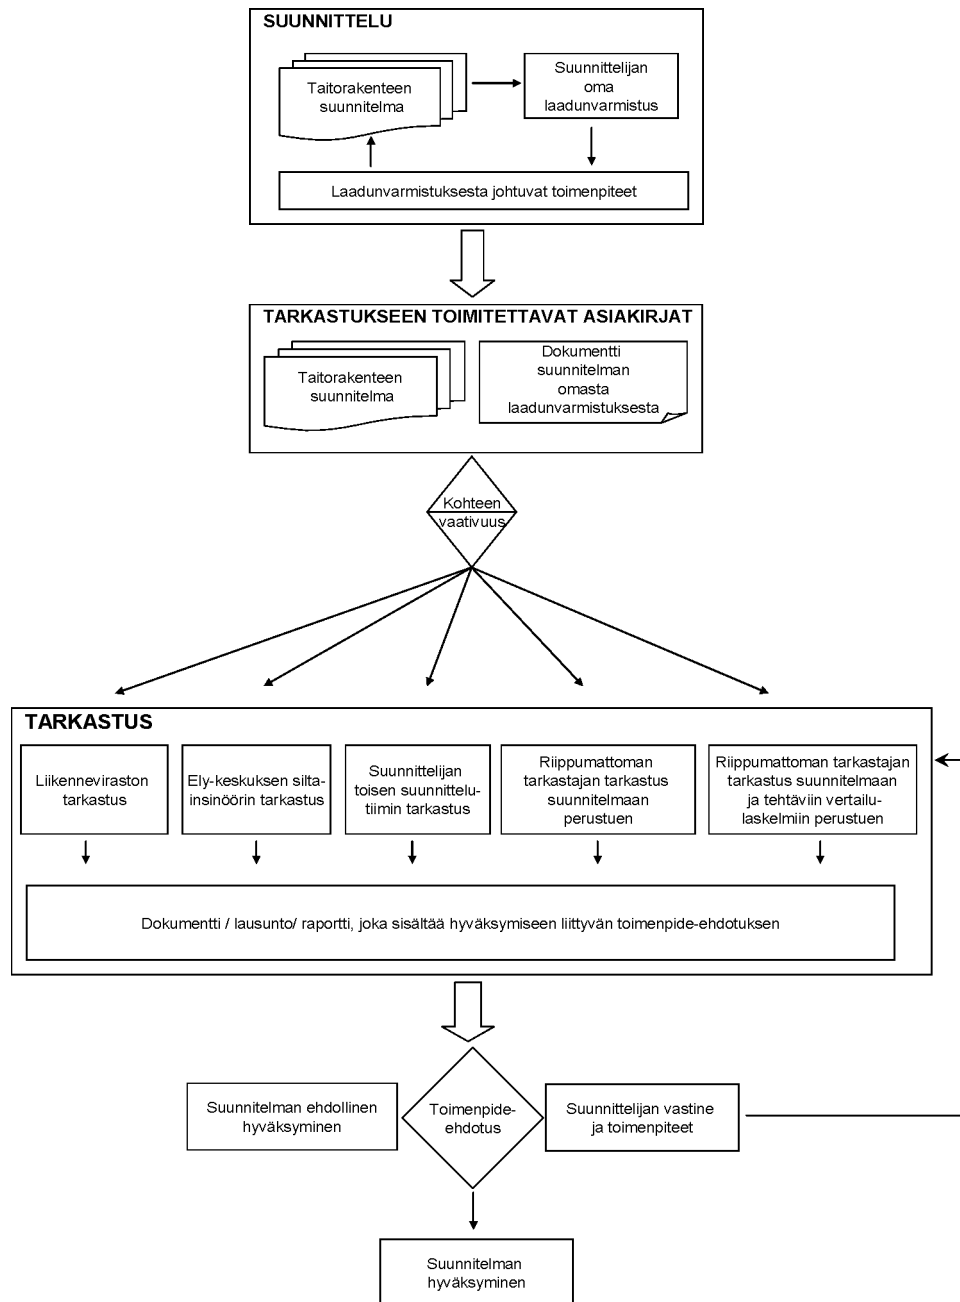 SUUNNITTELU
Taitorakenteen
suunnitelma
Suunnittelijan
oma
laadunvarmistus
Laadunvarmistuksesta johtuvat toimenpiteet
TARKASTUKSEEN TOIMITETTAVAT ASIAKIRJAT
Taitorakenteen
suunnitelma
Dokumentti
suunnitelman
omasta
laadunvarmistuksesta
Kohteen
vaativuus
TARKASTUS
Liikenneviraston
tarkastus
Ely-keskuksen silta-
insinöörin tarkastus
Suunnittelijan
toisen suunnittelu-
tiimin tarkastus
Riippumattoman
tarkastajan tarkastus
suunnitelmaan
perustuen
Riippumattoman tarkastajan
tarkastus suunnitelmaan
ja tehtäviin vertailu-
laskelmiin perustuen
Dokumentti / lausunto/ raportti, joka sisältää hyväksymiseen liittyvän toimenpide-ehdotuksen
Suunnitelman ehdollinen
hyväksyminen
Toimenpide-
ehdotus
Suunnittelijan vastine
ja toimenpiteet
Suunnitelman
hyväksyminen